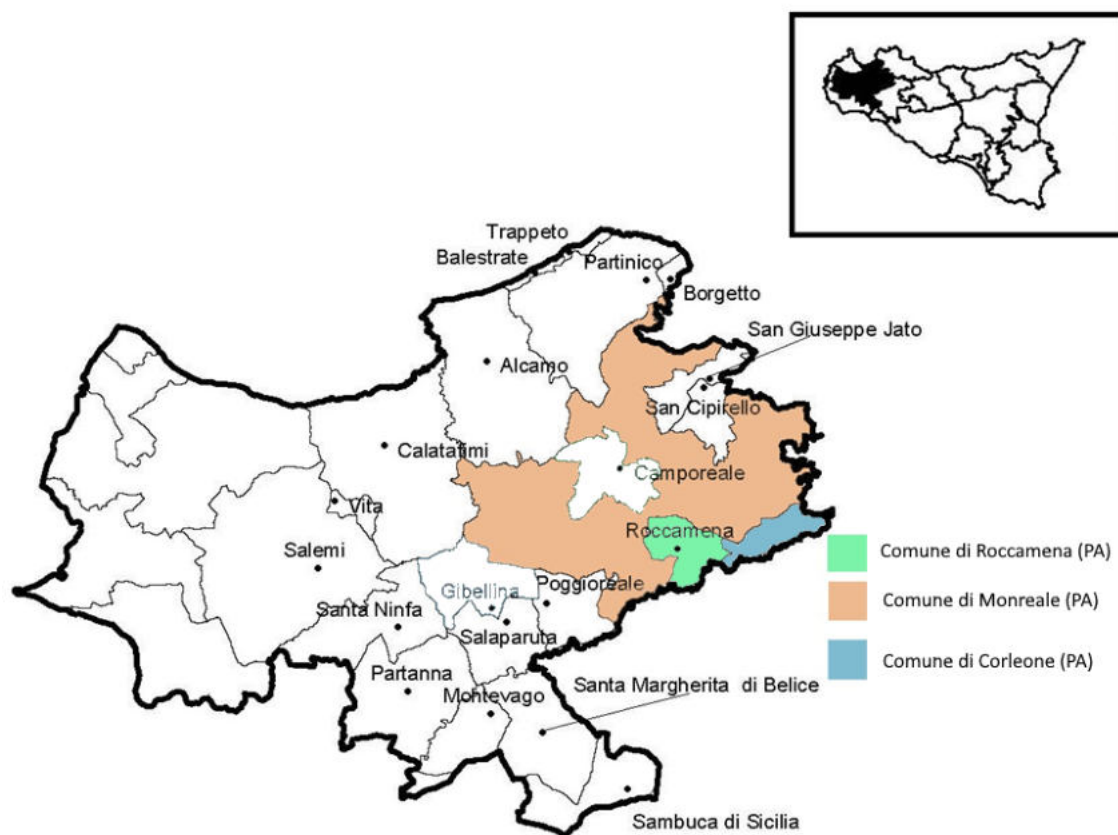 Trappeto
Balestrate
Partinico
Borgetto
San Giuseppe Jato
Alcamo
San Cipirello
Calatafimi
Camporeale
Vita
Roccamena
Salemi
Comune di Roccamena (PA)
Gibellina
Poggioreale
Comune di Monreale (PA)
Santa Ninfa
Salaparuta
Comune di Corleone (PA)
Partanna
Santa Margherita di Belice
Montevago
Sambuca di Sicilia